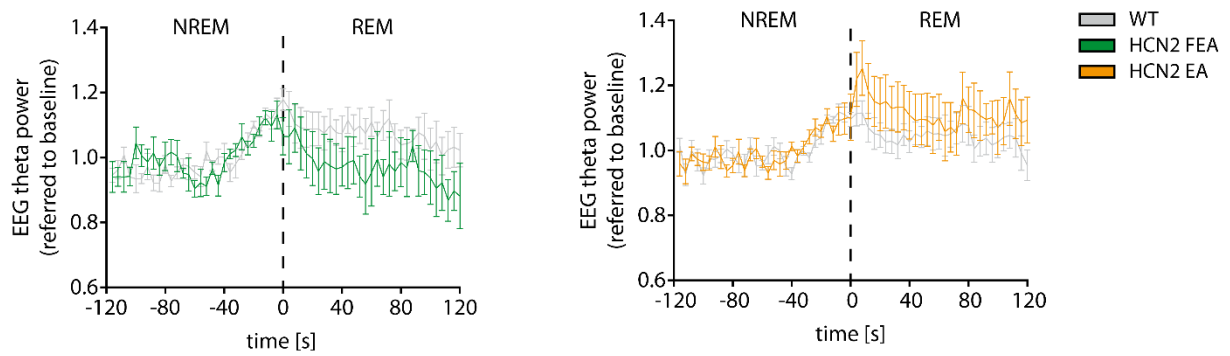 NREM REM
EEG theta power
(referred to baseline)
1.4
1.2
1.0
0.8
0.6
-120 -80 -40 0 40 80 120
time [s]
NREM REM
EEG theta power
(referred to baseline)
1.4
1.2
1.0
0.8
0.6
-120 -80 -40 0 40 80 120
time [s]
WT
HCN2 FEA
HCN2 EA